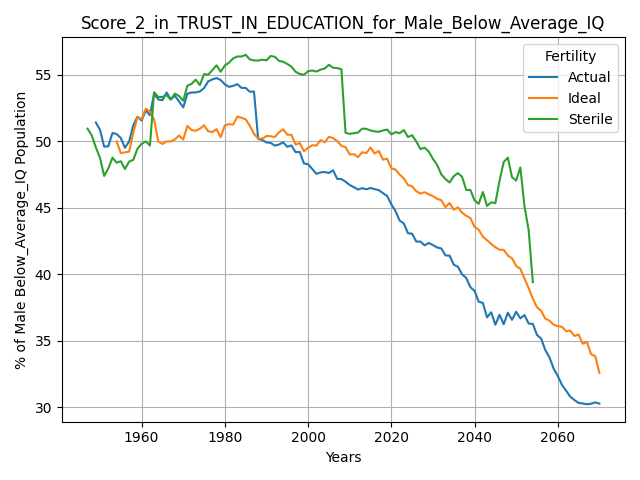 Score_2_in_TRUST_IN_EDUCATION_for_Male_Below_Average_IQ
% of Male Below_Average_IQ Population
55
50
45
40
35
30
Fertility
Actual
Ideal
Sterile
1960
1980
2000
2020
2040
2060
Years